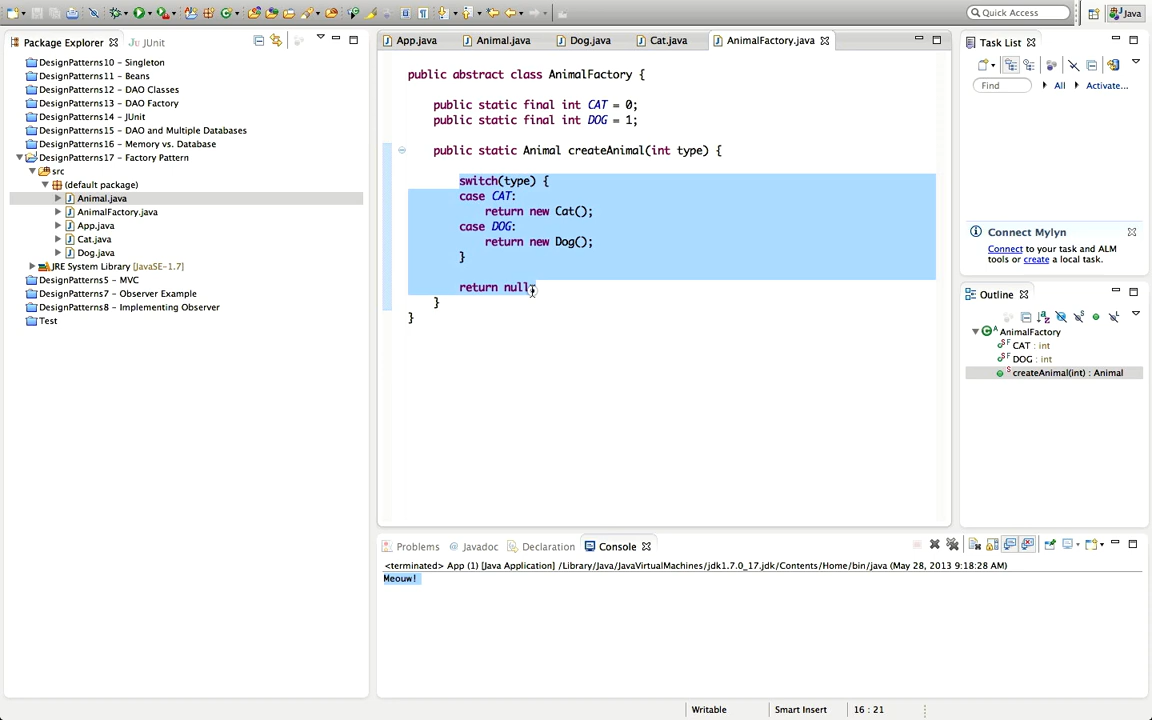 Quick Access
Java
Package Explorer
JUnit
DesignPatterns10 - Singleton
DesignPatterns11 - Beans
DesignPatterns12 - DAO Classes
DesignPatterns13 - DAO Factory
DesignPatterns14 - JUnit
DesignPatterns15 - DAO and Multiple Databases
DesignPatterns16 - Memory vs. Database
DesignPatterns17 - Factory Pattern
src
(default package)
Animal.java
AnimalFactory.java
App.java
Cat.java
Dog.java
JRE System Library [JavaSE-1.7]
DesignPatterns5 - MVC
DesignPatterns7 - Observer Example
DesignPatterns8 - Implementing Observer
Test
App.java Animal.java Dog.java Cat.java AnimalFactory.java
public abstract class AnimalFactory {
public static final int CAT = 0;
public static final int DOG = 1;
public static Animal createAnimal(int type) {
switch(type) {
case CAT:
return new Cat();
case DOG:
return new Dog();
}
return null;
}
}
Task List
Find All Activate...
Connect Mylyn
Connect to your task and ALM
tools or create a local task.
Outline
AnimalFactory
CAT : int
DOG : int
createAnimal(int) : Animal
Problems Javadoc Declaration Console
<terminated> App (1) [Java Application] /Library/Java/JavaVirtualMachines/jdk1.7.0_17.jdk/Contents/Home/bin/java (May 28, 2013 9:18:28 AM)
Meouw!
Writable Smart Insert 16 : 21